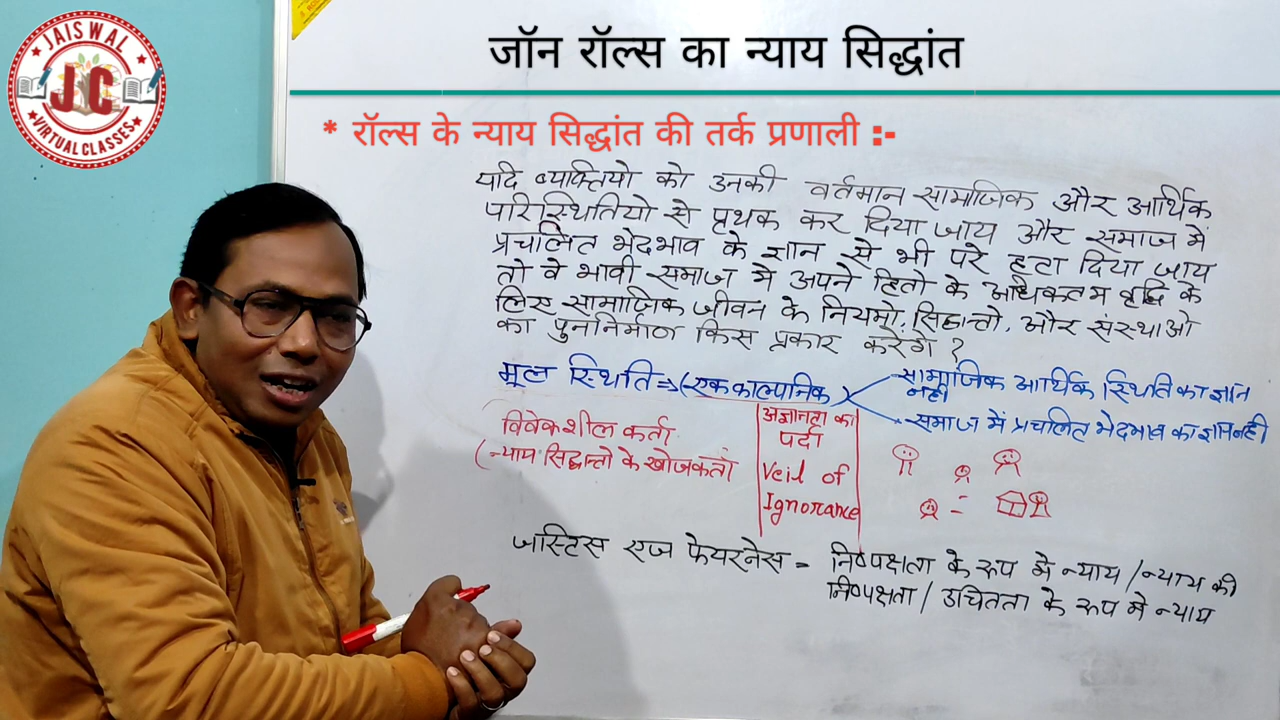 JAISWAL
JC
VIRTUAL CLASSES
जॉन रॉल्स का न्याय सिद्धांत
* रॉल्स के न्याय सिद्धांत की तर्क प्रणाली :-
यदि व्यक्तियो को उनकी वर्तमान सामाजिक और आर्थिक
परिस्थितियो से पृथक कर दिया जाय और समाज में
प्रचलित भेदभाव के ज्ञान से भी परे हटा दिया जाय
तो वे भावी समाज मे अपने हितो के अधिकतम वृद्धि के
लिए सामाजिक जीवन के नियमो, सिद्धान्तो, और संस्थाओ
का पुननिर्माण किस प्रकार करेगे ?
मूल स्थिति ⇒ (एक काल्पनिक)
सामाजिक आर्थिक स्थिति का ज्ञान
नही
- समाज में प्रचलित भेदभाव का ज्ञान नही
विवेकशील कर्ता
(न्याय सिद्धान्तो के खोजकर्ता
अज्ञानता का
पर्दा
Veil of
Ignorance
जस्टिस एज फेयरनेस = निष्पक्षता के रूप मे न्याय / न्याय की
निष्पक्षता / उचितता के रूप मे न्याय